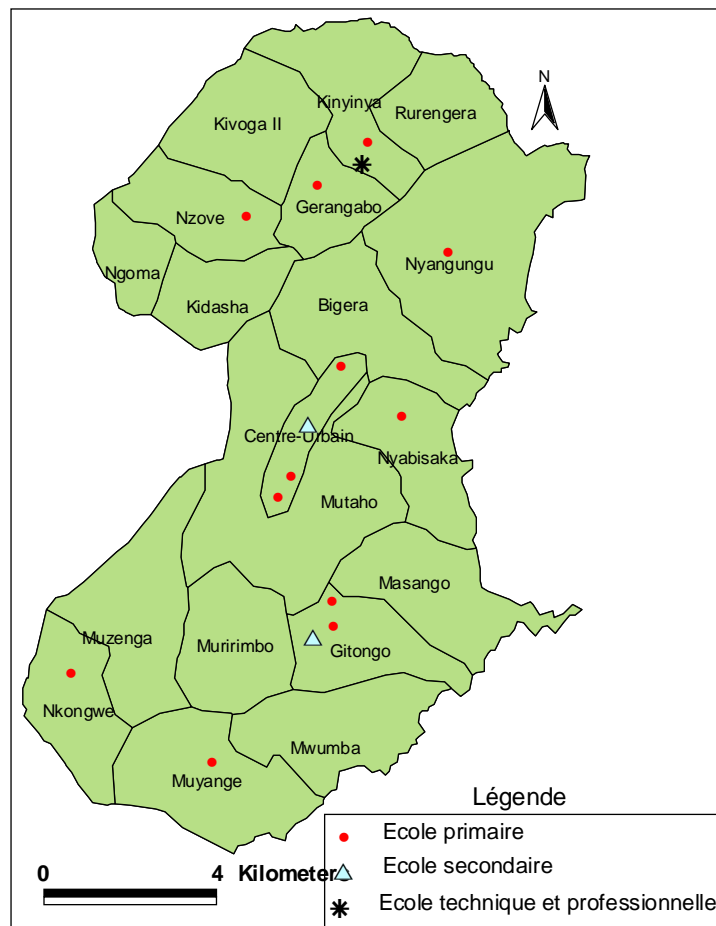 N
Kinyinya
Rurengera
Kivoga II
Gerangabo
Nzove
Nyangungu
Ngoma
Kidasha
Bigera
Centre-Urbain
Nyabisaka
Mutaho
Masango
Muzenga
Muririmbo
Gitongo
Nkongwe
Mwumba
Muyange
Légende
Ecole primaire
Ecole secondaire
Ecole technique et professionnelle
0 4 Kilometer